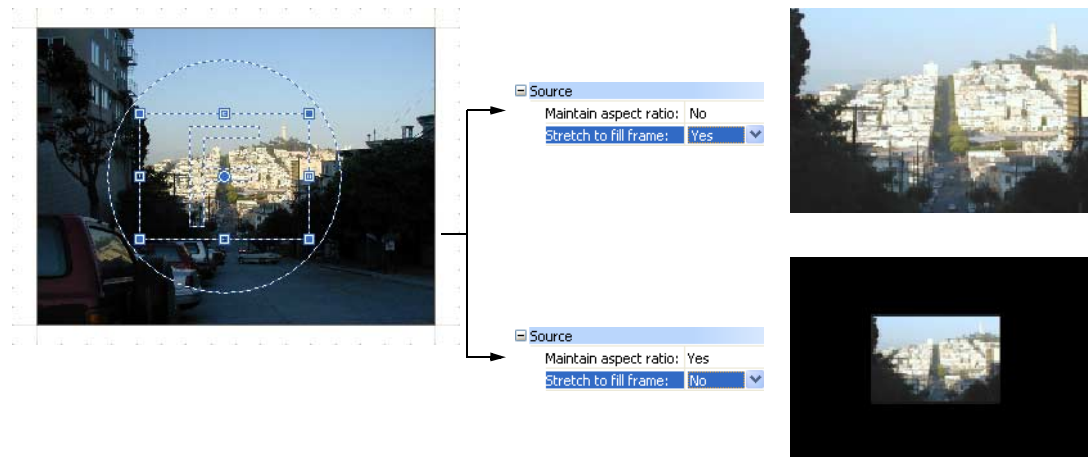 Source
Maintain aspect ratio: No
Stretch to fill frame: Yes
Source
Maintain aspect ratio: Yes
Stretch to fill frame: No